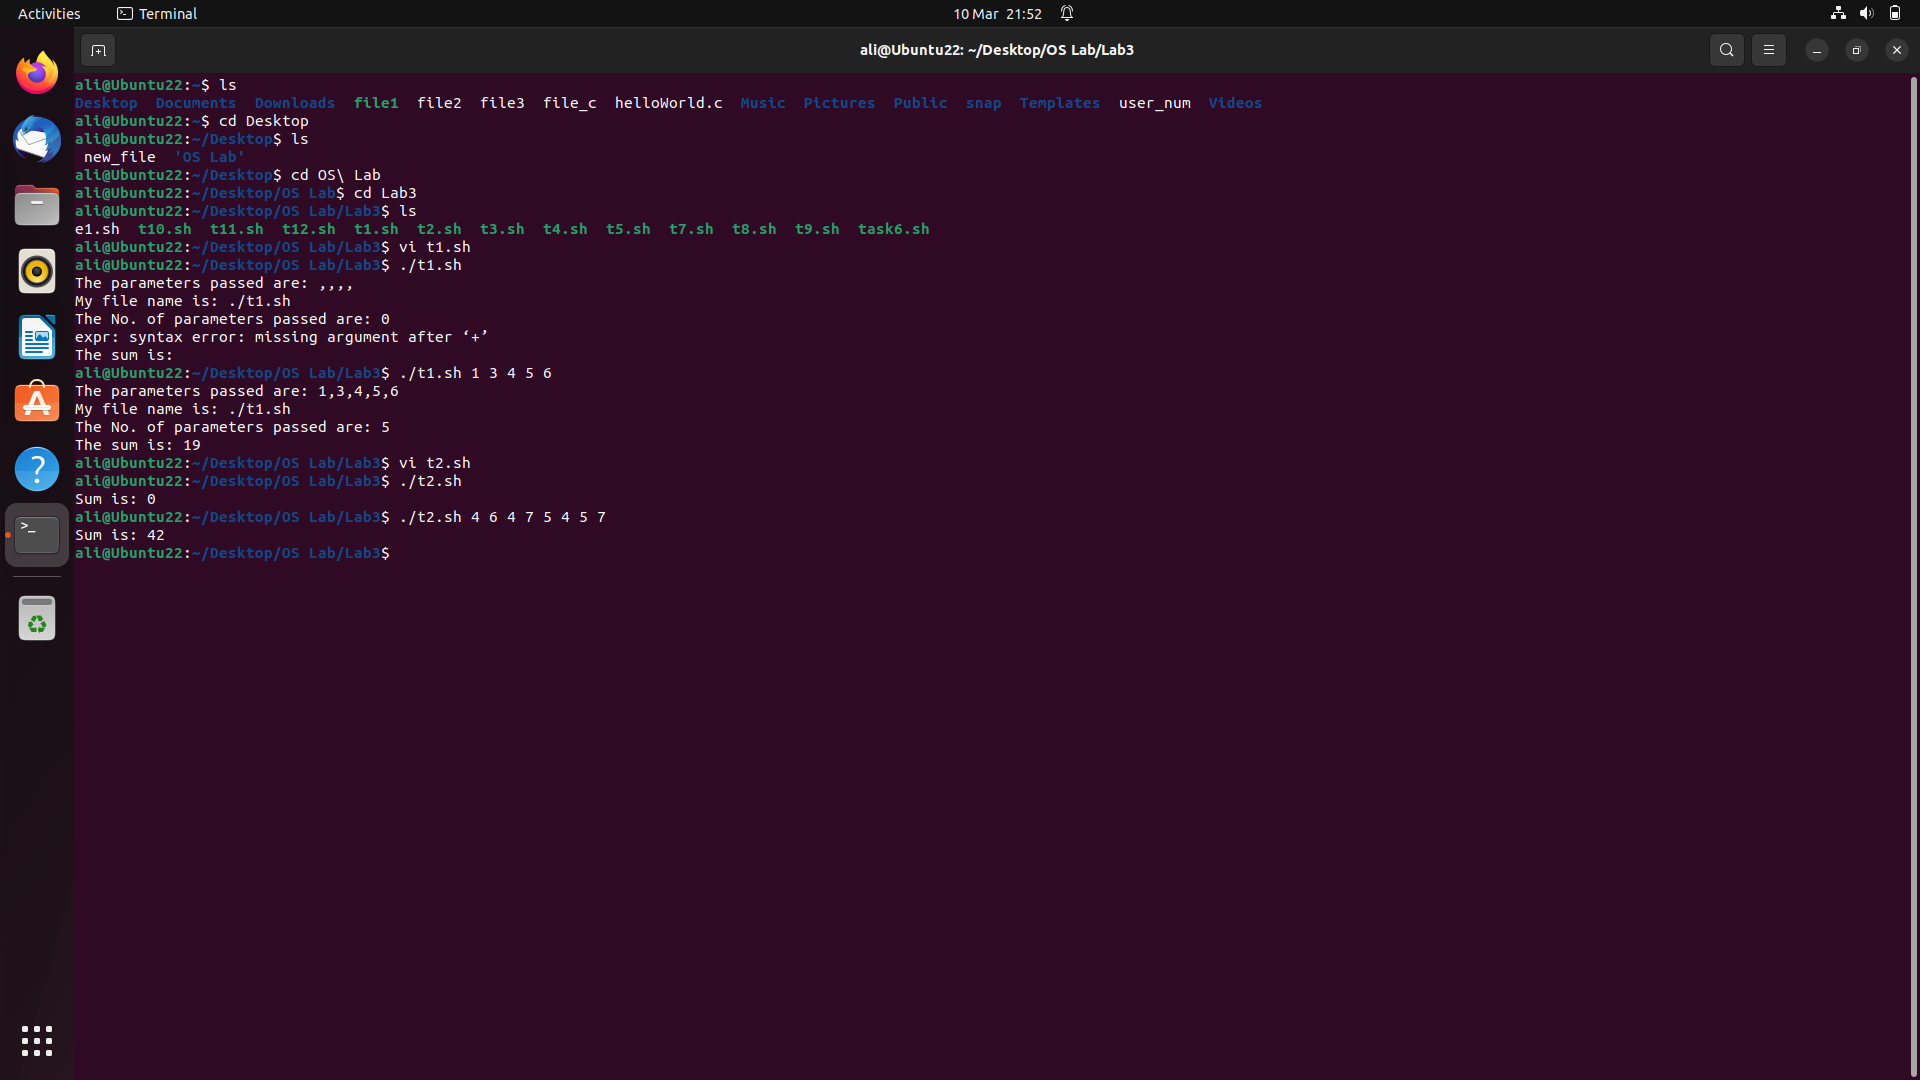 Activities Terminal 10 Mar 21:52
ali@Ubuntu22: ~/Desktop/OS Lab/Lab3
ali@Ubuntu22:~$ ls
Desktop Documents Downloads file1 file2 file3 file_c helloWorld.c Music Pictures Public snap Templates user_num Videos
ali@Ubuntu22:~$ cd Desktop
ali@Ubuntu22:~/Desktop$ ls
new_file 'OS Lab'
ali@Ubuntu22:~/Desktop$ cd OS\ Lab
ali@Ubuntu22:~/Desktop/OS Lab$ cd Lab3
ali@Ubuntu22:~/Desktop/OS Lab/Lab3$ ls
e1.sh t10.sh t11.sh t12.sh t1.sh t2.sh t3.sh t4.sh t5.sh t7.sh t8.sh t9.sh task6.sh
ali@Ubuntu22:~/Desktop/OS Lab/Lab3$ vi t1.sh
ali@Ubuntu22:~/Desktop/OS Lab/Lab3$ ./t1.sh
The parameters passed are: ,,,,
My file name is: ./t1.sh
The No. of parameters passed are: 0
expr: syntax error: missing argument after ‘+’
The sum is:
ali@Ubuntu22:~/Desktop/OS Lab/Lab3$ ./t1.sh 1 3 4 5 6
The parameters passed are: 1,3,4,5,6
My file name is: ./t1.sh
The No. of parameters passed are: 5
The sum is: 19
ali@Ubuntu22:~/Desktop/OS Lab/Lab3$ vi t2.sh
ali@Ubuntu22:~/Desktop/OS Lab/Lab3$ ./t2.sh
Sum is: 0
ali@Ubuntu22:~/Desktop/OS Lab/Lab3$ ./t2.sh 4 6 4 7 5 4 5 7
Sum is: 42
ali@Ubuntu22:~/Desktop/OS Lab/Lab3$